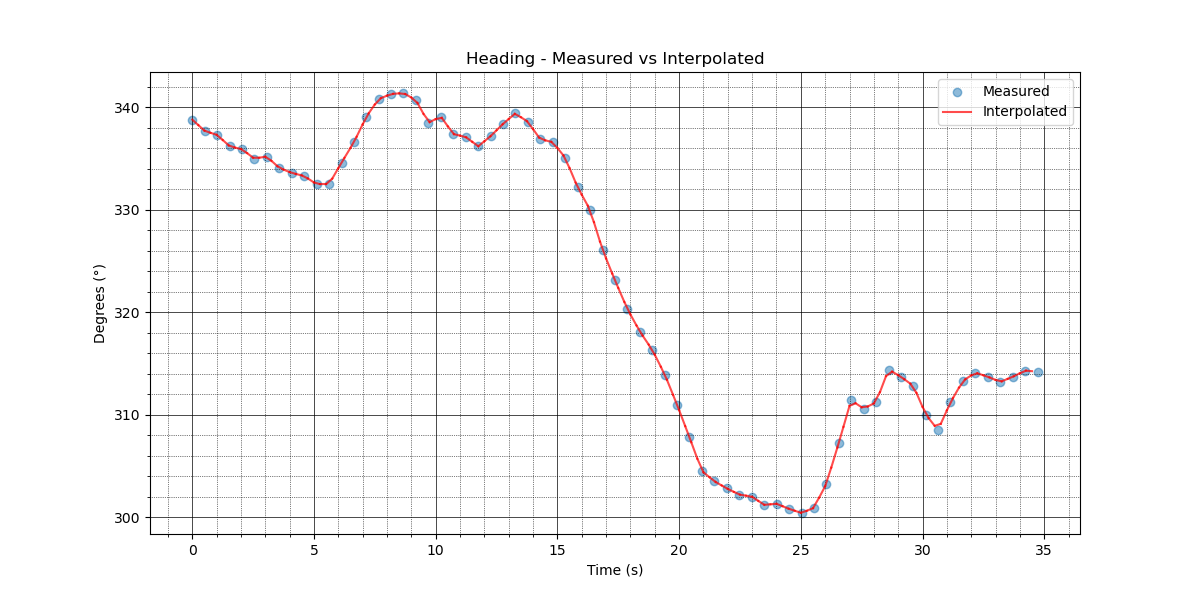 Heading - Measured vs Interpolated
Measured
Interpolated
Degrees (°)
340
330
320
310
300
0 5 10 15 20 25 30 35
Time (s)